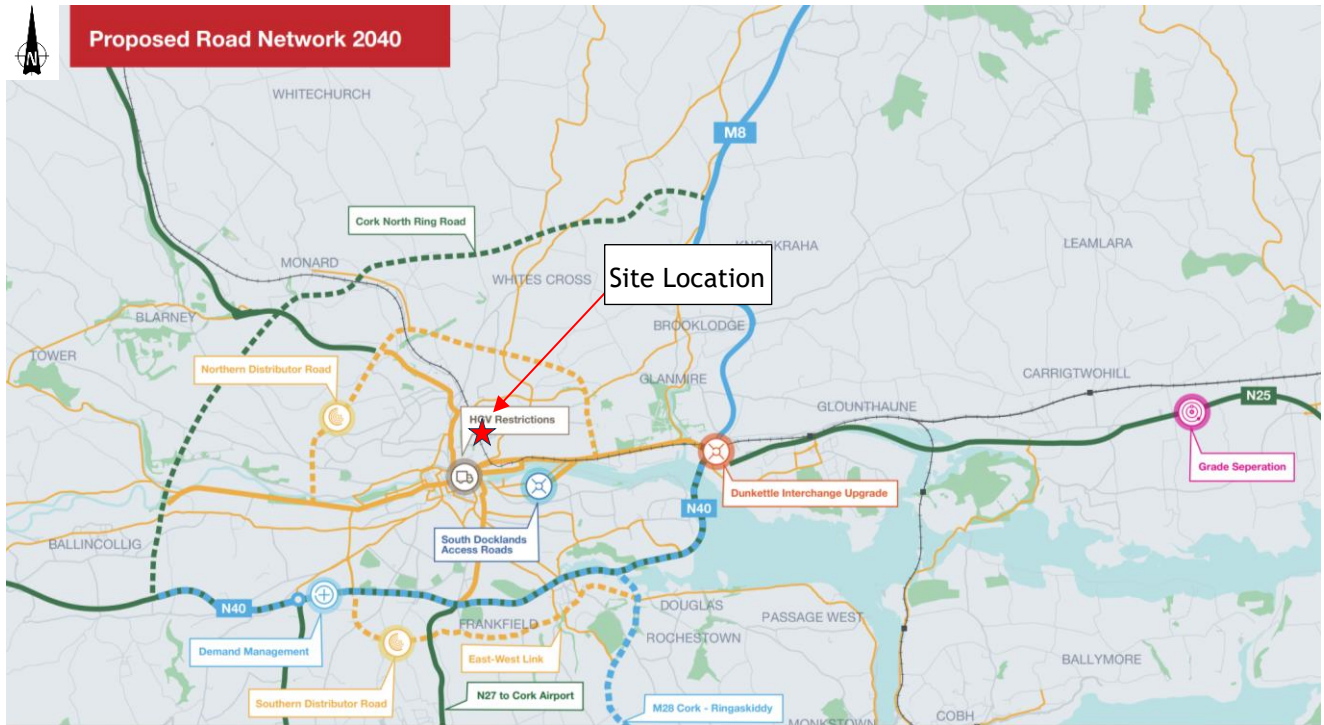 N
Proposed Road Network 2040
WHITECHURCH
M8
Cork North Ring Road
KNOCKRAHA
LEAMLARA
MONARD
WHITES CROSS
Site Location
BLARNEY
BROOKLODGE
TOWER
Northern Distributor Road
GLANMIRE
CARRIGTWOHILL
HGV Restrictions
GLOUNTHAUNE
N25
Grade Seperation
Dunkettle Interchange Upgrade
N40
South Docklands
Access Roads
BALLINCOLLIG
N40
DOUGLAS
PASSAGE WEST
FRANKFIELD
ROCHESTOWN
Demand Management
East-West Link
BALLYMORE
Southern Distributor Road
N27 to Cork Airport
M28 Cork - Ringaskiddy
MONKSTOWN
COBH